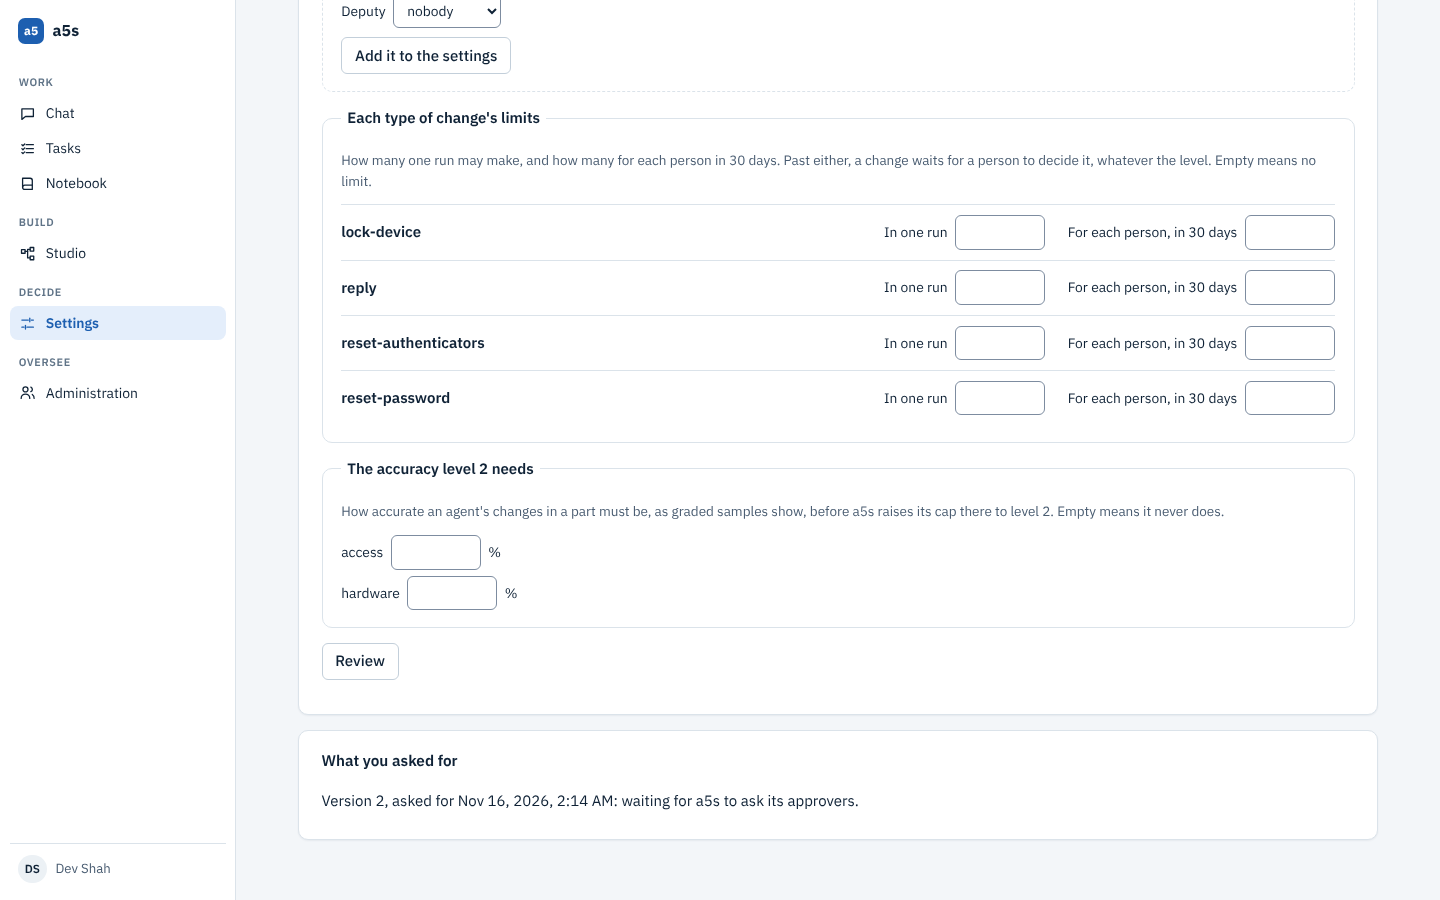 a5 a5s
WORK
Chat
Tasks
Notebook
BUILD
Studio
DECIDE
Settings
OVERSEE
Administration
DS Dev Shah
Deputy nobody
Add it to the settings
Each type of change's limits
How many one run may make, and how many for each person in 30 days. Past either, a change waits for a person to decide it, whatever the level. Empty means no
limit.
lock-device In one run For each person, in 30 days
reply In one run For each person, in 30 days
reset-authenticators In one run For each person, in 30 days
reset-password In one run For each person, in 30 days
The accuracy level 2 needs
How accurate an agent's changes in a part must be, as graded samples show, before a5s raises its cap there to level 2. Empty means it never does.
access %
hardware %
Review
What you asked for
Version 2, asked for Nov 16, 2026, 2:14 AM: waiting for a5s to ask its approvers.